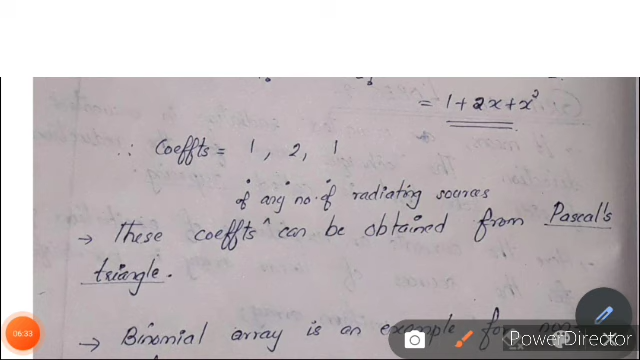 = 1 + 2x + x²
∴ Coeffts = 1 , 2 , 1
of any no. of radiating sources
→ These coeffts ^ can be obtained from Pascal's
triangle.
→ Binomial array is an example for
06:33
PowerDirector